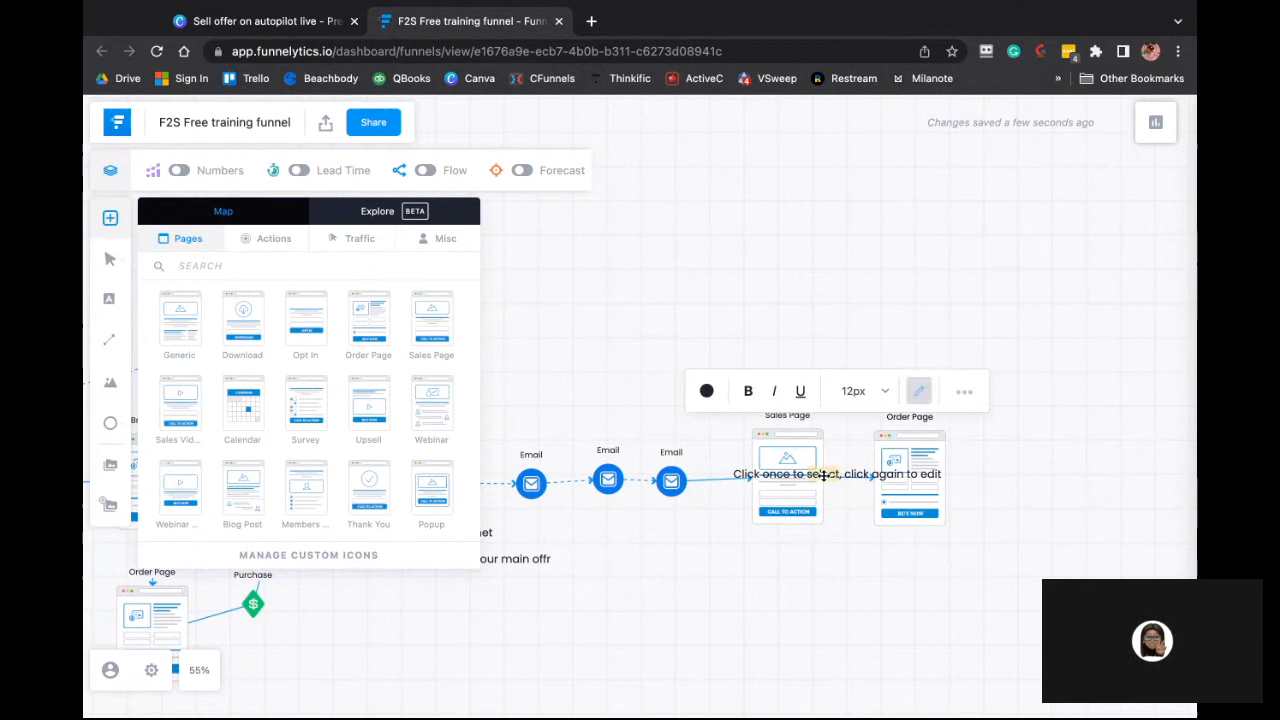 Sell offer on autopilot live - Pre
F2S Free training funnel - Funn
app.funnelytics.io/dashboard/funnels/view/e1676a9e-ecb7-4b0b-b311-c6273d08941c
Drive
Sign In
Trello
Beachbody
QBooks
Canva
CFunnels
Thinkific
ActiveC
VSweep
Restream
Milanote
»
Other Bookmarks
F2S Free training funnel
Share
Changes saved a few seconds ago
Numbers
Lead Time
Flow
Forecast
Map
Explore BETA
Pages
Actions
Traffic
Misc
SEARCH
Generic
Download
Opt In
Order Page
Sales Page
Sales Vid...
Calendar
Survey
Upsell
Webinar
Webinar ...
Blog Post
Members ...
Thank You
Popup
MANAGE CUSTOM ICONS
B I U 12px
Sales Page
Order Page
Email
Email
Email
Click once to select, click again to edit
CALL TO ACTION
BUY NOW
net
our main offr
Order Page
Purchase
55%